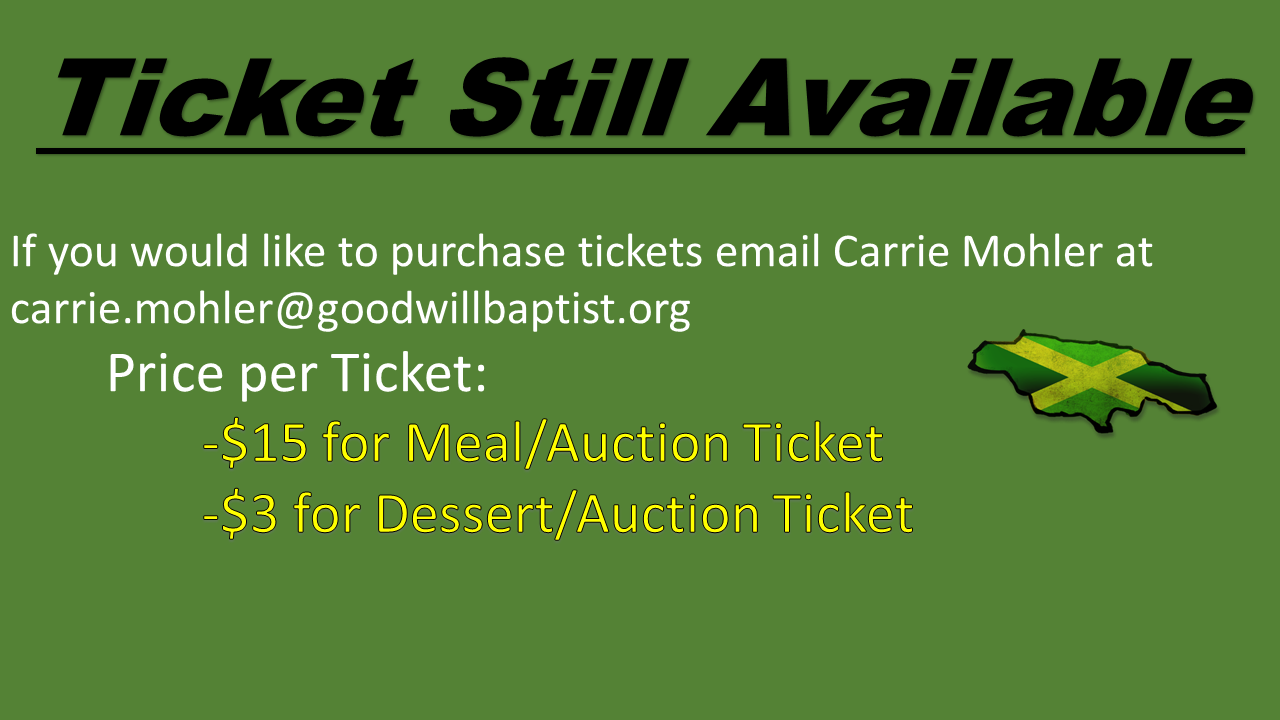 Ticket Still Available
If you would like to purchase tickets email Carrie Mohler at
carrie.mohler@goodwillbaptist.org
Price per Ticket:
-$15 for Meal/Auction Ticket
-$3 for Dessert/Auction Ticket